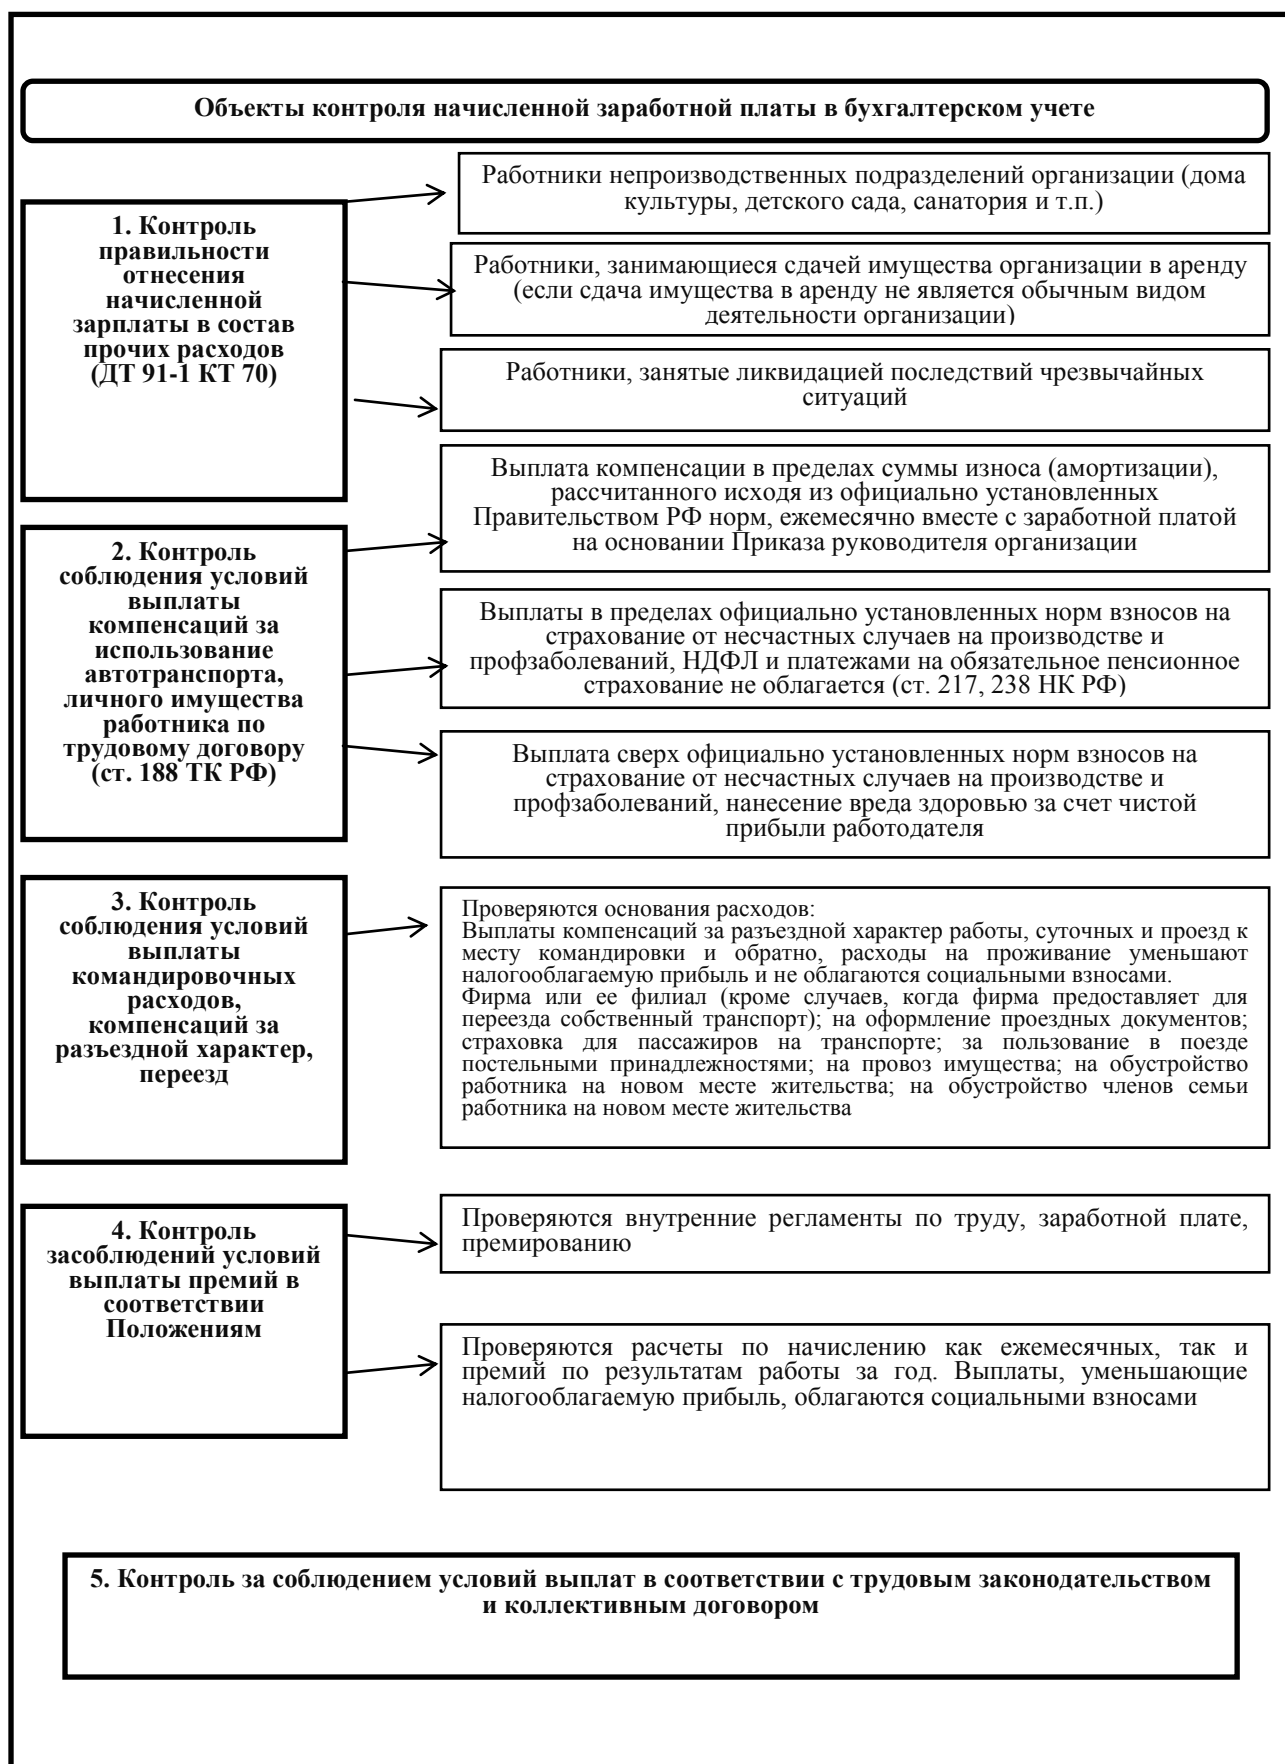 Объекты контроля начисленной заработной платы в бухгалтерском учете
1. Контроль
правильности
отнесения
начисленной
зарплаты в состав
прочих расходов
(ДТ 91-1 КТ 70)
Работники непроизводственных подразделений организации (дома
культуры, детского сада, санатория и т.п.)
Работники, занимающиеся сдачей имущества организации в аренду
(если сдача имущества в аренду не является обычным видом
деятельности организации)
Работники, занятые ликвидацией последствий чрезвычайных
ситуаций
2. Контроль
соблюдения условий
выплаты
компенсаций за
использование
автотранспорта,
личного имущества
работника по
трудовому договору
(ст. 188 ТК РФ)
Выплата компенсации в пределах суммы износа (амортизации),
рассчитанного исходя из официально установленных
Правительством РФ норм, ежемесячно вместе с заработной платой
на основании Приказа руководителя организации
Выплаты в пределах официально установленных норм взносов на
страхование от несчастных случаев на производстве и
профзаболеваний, НДФЛ и платежами на обязательное пенсионное
страхование не облагается (ст. 217, 238 НК РФ)
Выплата сверх официально установленных норм взносов на
страхование от несчастных случаев на производстве и
профзаболеваний, нанесение вреда здоровью за счет чистой
прибыли работодателя
3. Контроль
соблюдения условий
выплаты
командировочных
расходов,
компенсаций за
разъездной характер,
переезд
Проверяются основания расходов:
Выплаты компенсаций за разъездной характер работы, суточных и проезд к
месту командировки и обратно, расходы на проживание уменьшают
налогооблагаемую прибыль и не облагаются социальными взносами.
Фирма или ее филиал (кроме случаев, когда фирма предоставляет для
переезда собственный транспорт); на оформление проездных документов;
страховка для пассажиров на транспорте; за пользование в поезде
постельными принадлежностями; на провоз имущества; на обустройство
работника на новом месте жительства; на обустройство членов семьи
работника на новом месте жительства
4. Контроль
засоблюдений условий
выплаты премий в
соответствии
Положениям
Проверяются внутренние регламенты по труду, заработной плате,
премированию
Проверяются расчеты по начислению как ежемесячных, так и
премий по результатам работы за год. Выплаты, уменьшающие
налогооблагаемую прибыль, облагаются социальными взносами
5. Контроль за соблюдением условий выплат в соответствии с трудовым законодательством
и коллективным договором